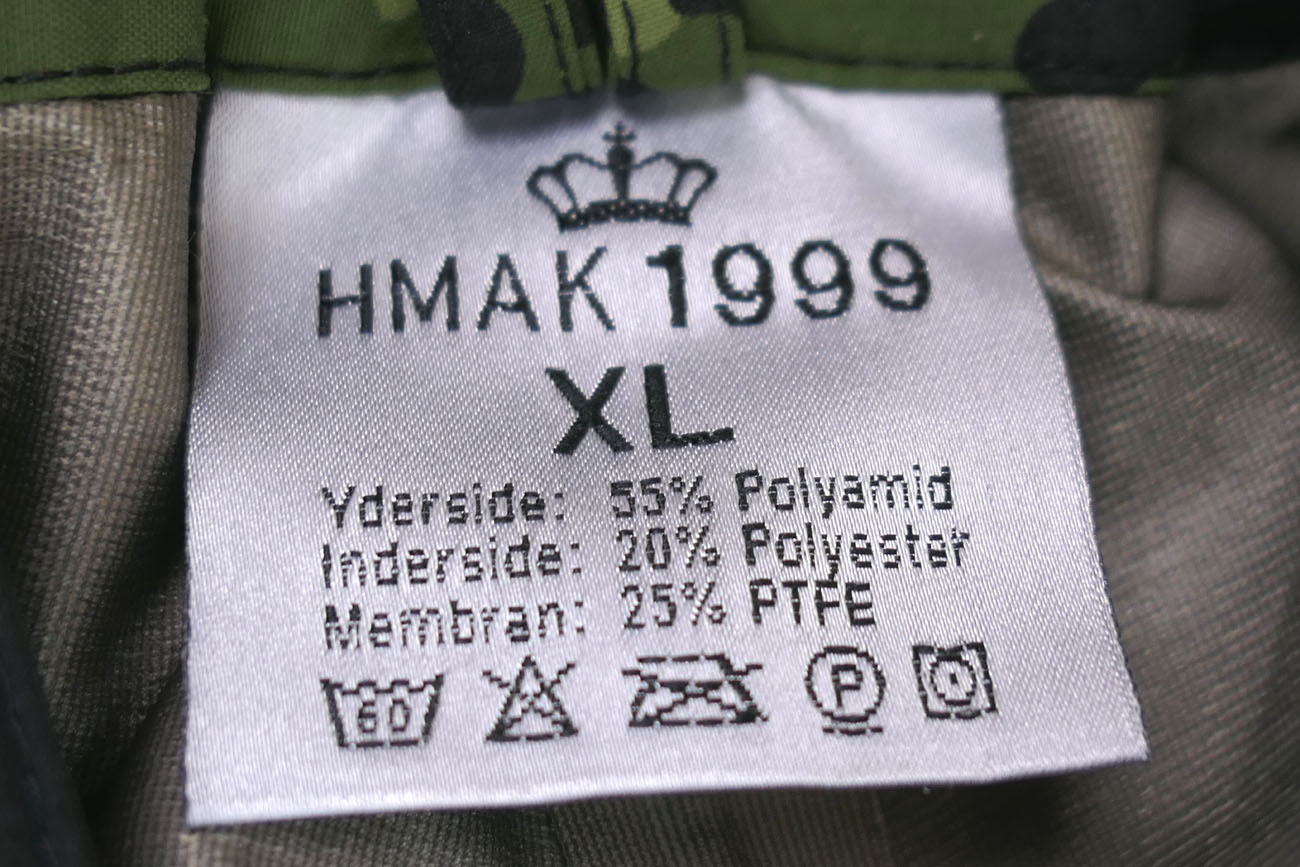 HMAK 1999
XL
Yderside: 55% Polyamid
Inderside: 20% Polyester
Membran: 25% PTFE
60 P